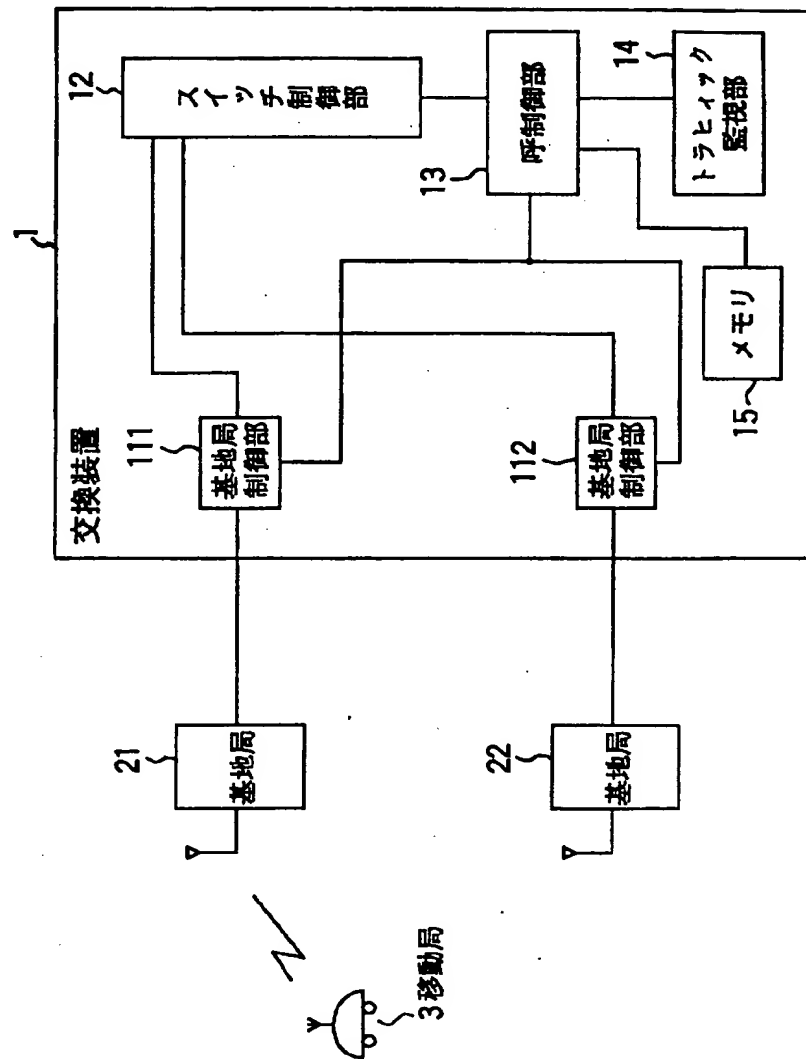 1
交換装置
12
スイッチ制御部
13
呼制御部
14
トラヒィック
監視部
15
メモリ
111
基地局
制御部
112
基地局
制御部
21
基地局
22
基地局
3 移動局